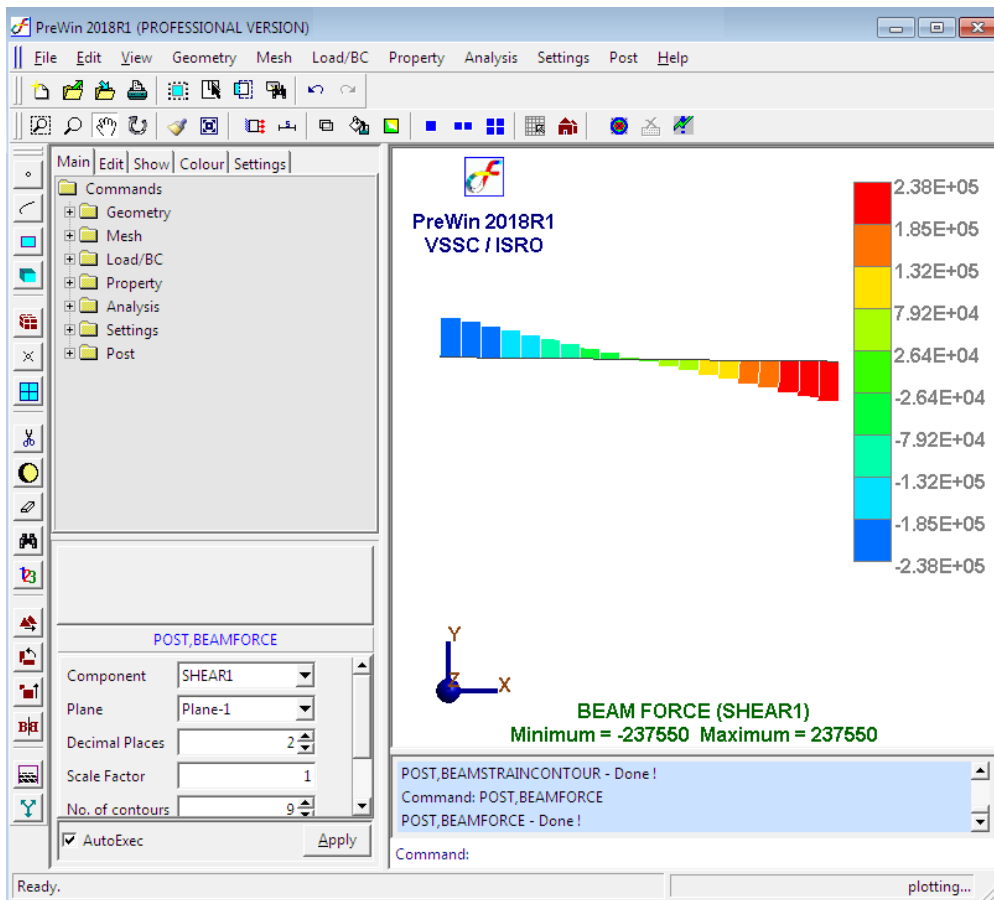 PreWin 2018R1 (PROFESSIONAL VERSION)
File Edit View Geometry Mesh Load/BC Property Analysis Settings Post Help
Main Edit Show Colour Settings
Commands
Geometry
Mesh
Load/BC
Property
Analysis
Settings
Post
POST,BEAMFORCE
Component SHEAR1
Plane Plane-1
Decimal Places 2
Scale Factor 1
No. of contours 9
AutoExec Apply
PreWin 2018R1
VSSC / ISRO
2.38E+05
1.85E+05
1.32E+05
7.92E+04
2.64E+04
-2.64E+04
-7.92E+04
-1.32E+05
-1.85E+05
-2.38E+05
Y
Z
X
BEAM FORCE (SHEAR1)
Minimum = -237550 Maximum = 237550
POST,BEAMSTRAINCONTOUR - Done !
Command: POST,BEAMFORCE
POST,BEAMFORCE - Done !
Command:
Ready. plotting...